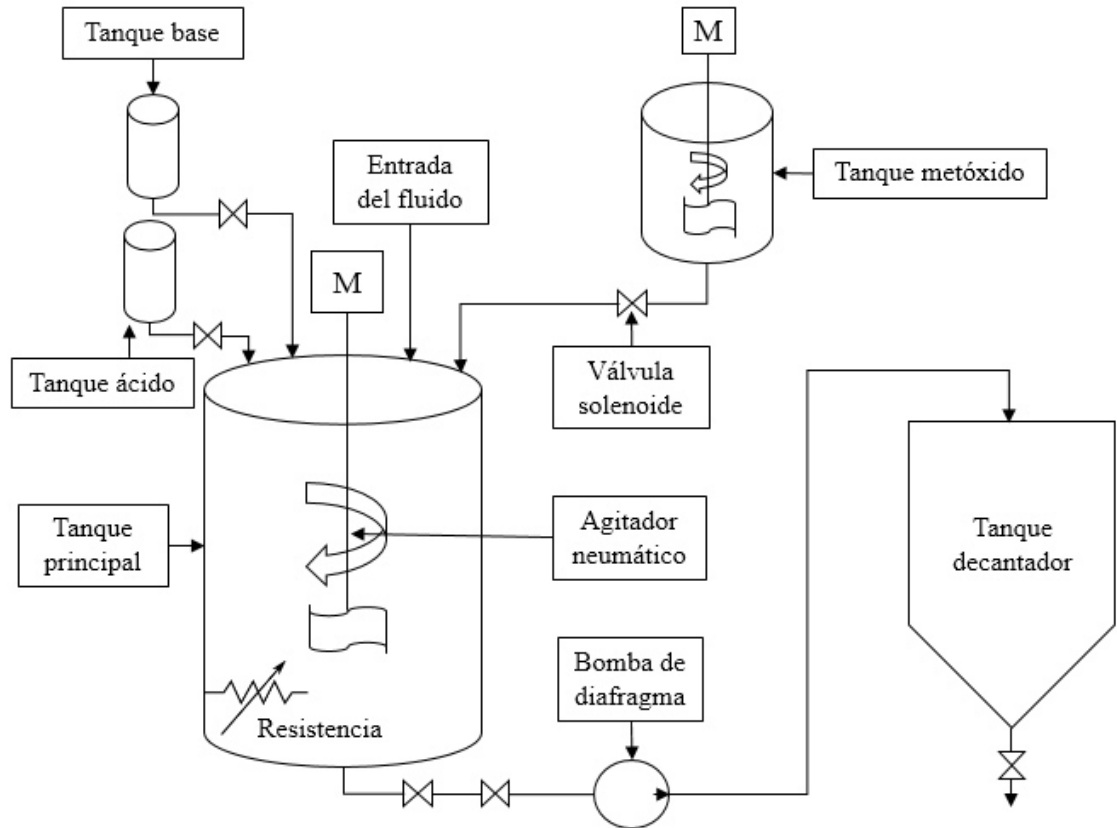 Tanque base
M
Entrada
del fluido
Tanque metóxido
M
Tanque ácido
Válvula
solenoide
Tanque
principal
Agitador
neumático
Tanque
decantador
Bomba de
diafragma
Resistencia